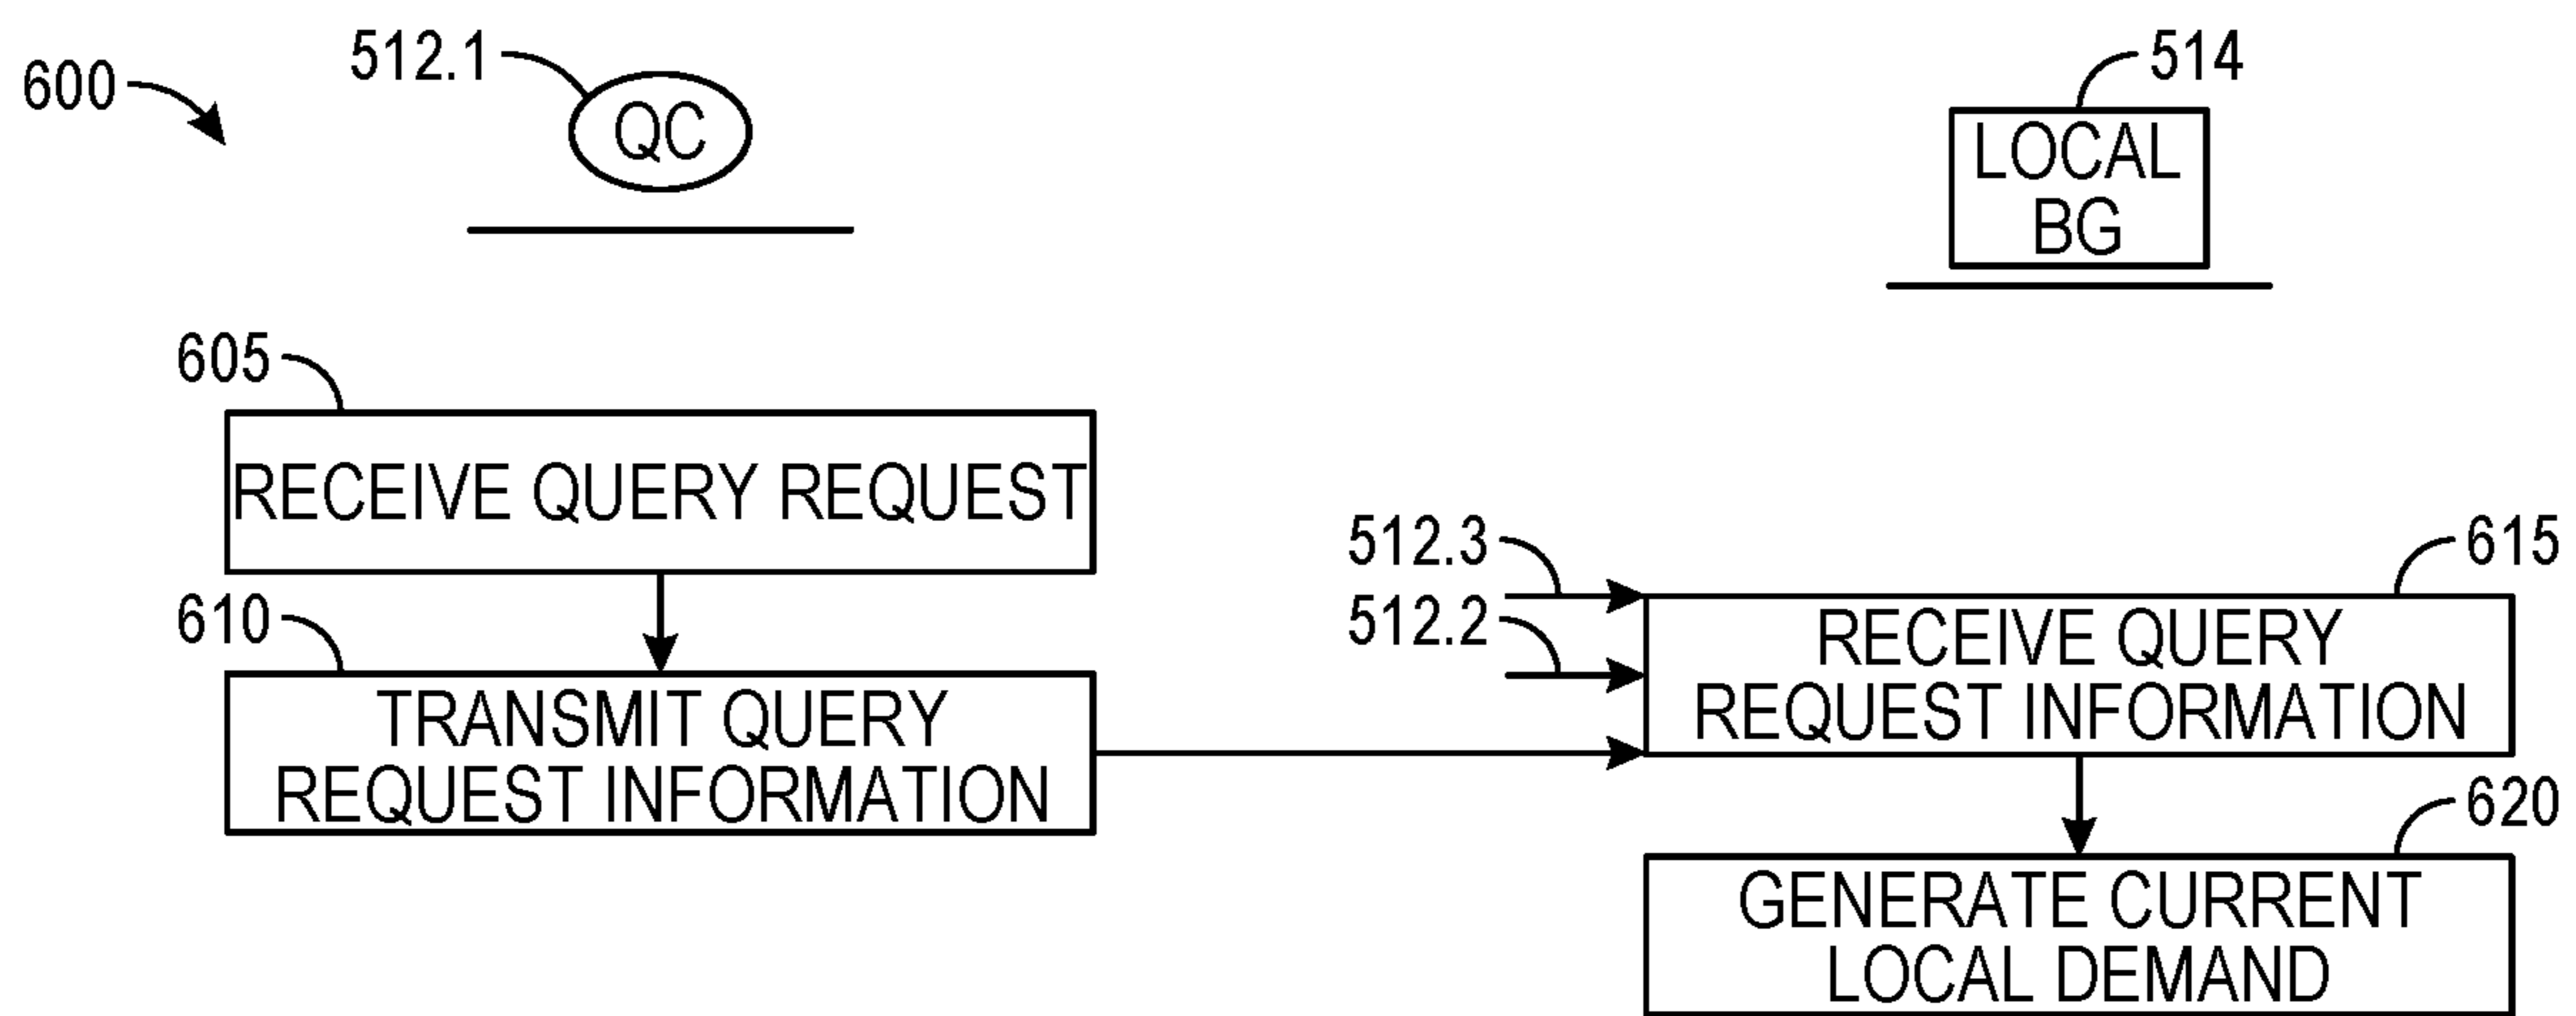 600
512.1
QC
514
LOCAL
BG
605
RECEIVE QUERY REQUEST
610
TRANSMIT QUERY
REQUEST INFORMATION
512.3
512.2
615
RECEIVE QUERY
REQUEST INFORMATION
620
GENERATE CURRENT
LOCAL DEMAND